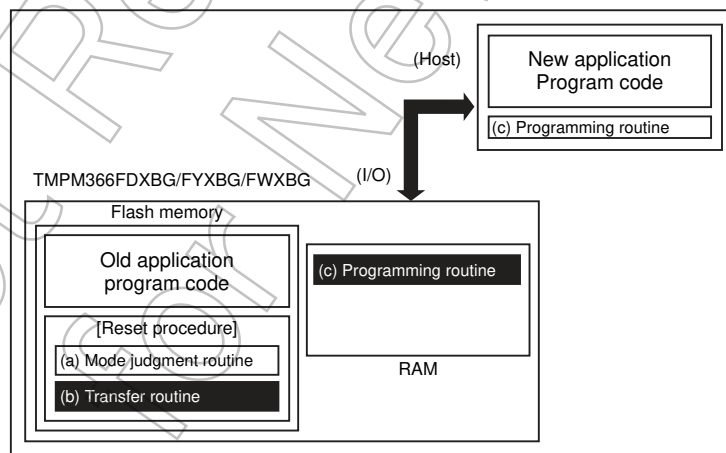 (Host)
New application
Program code
(c) Programming routine
TMPM366FDXBG/FYXBG/FWXBG
(I/O)
Flash memory
Old application
program code
[Reset procedure]
(a) Mode judgment routine
(b) Transfer routine
(c) Programming routine
RAM